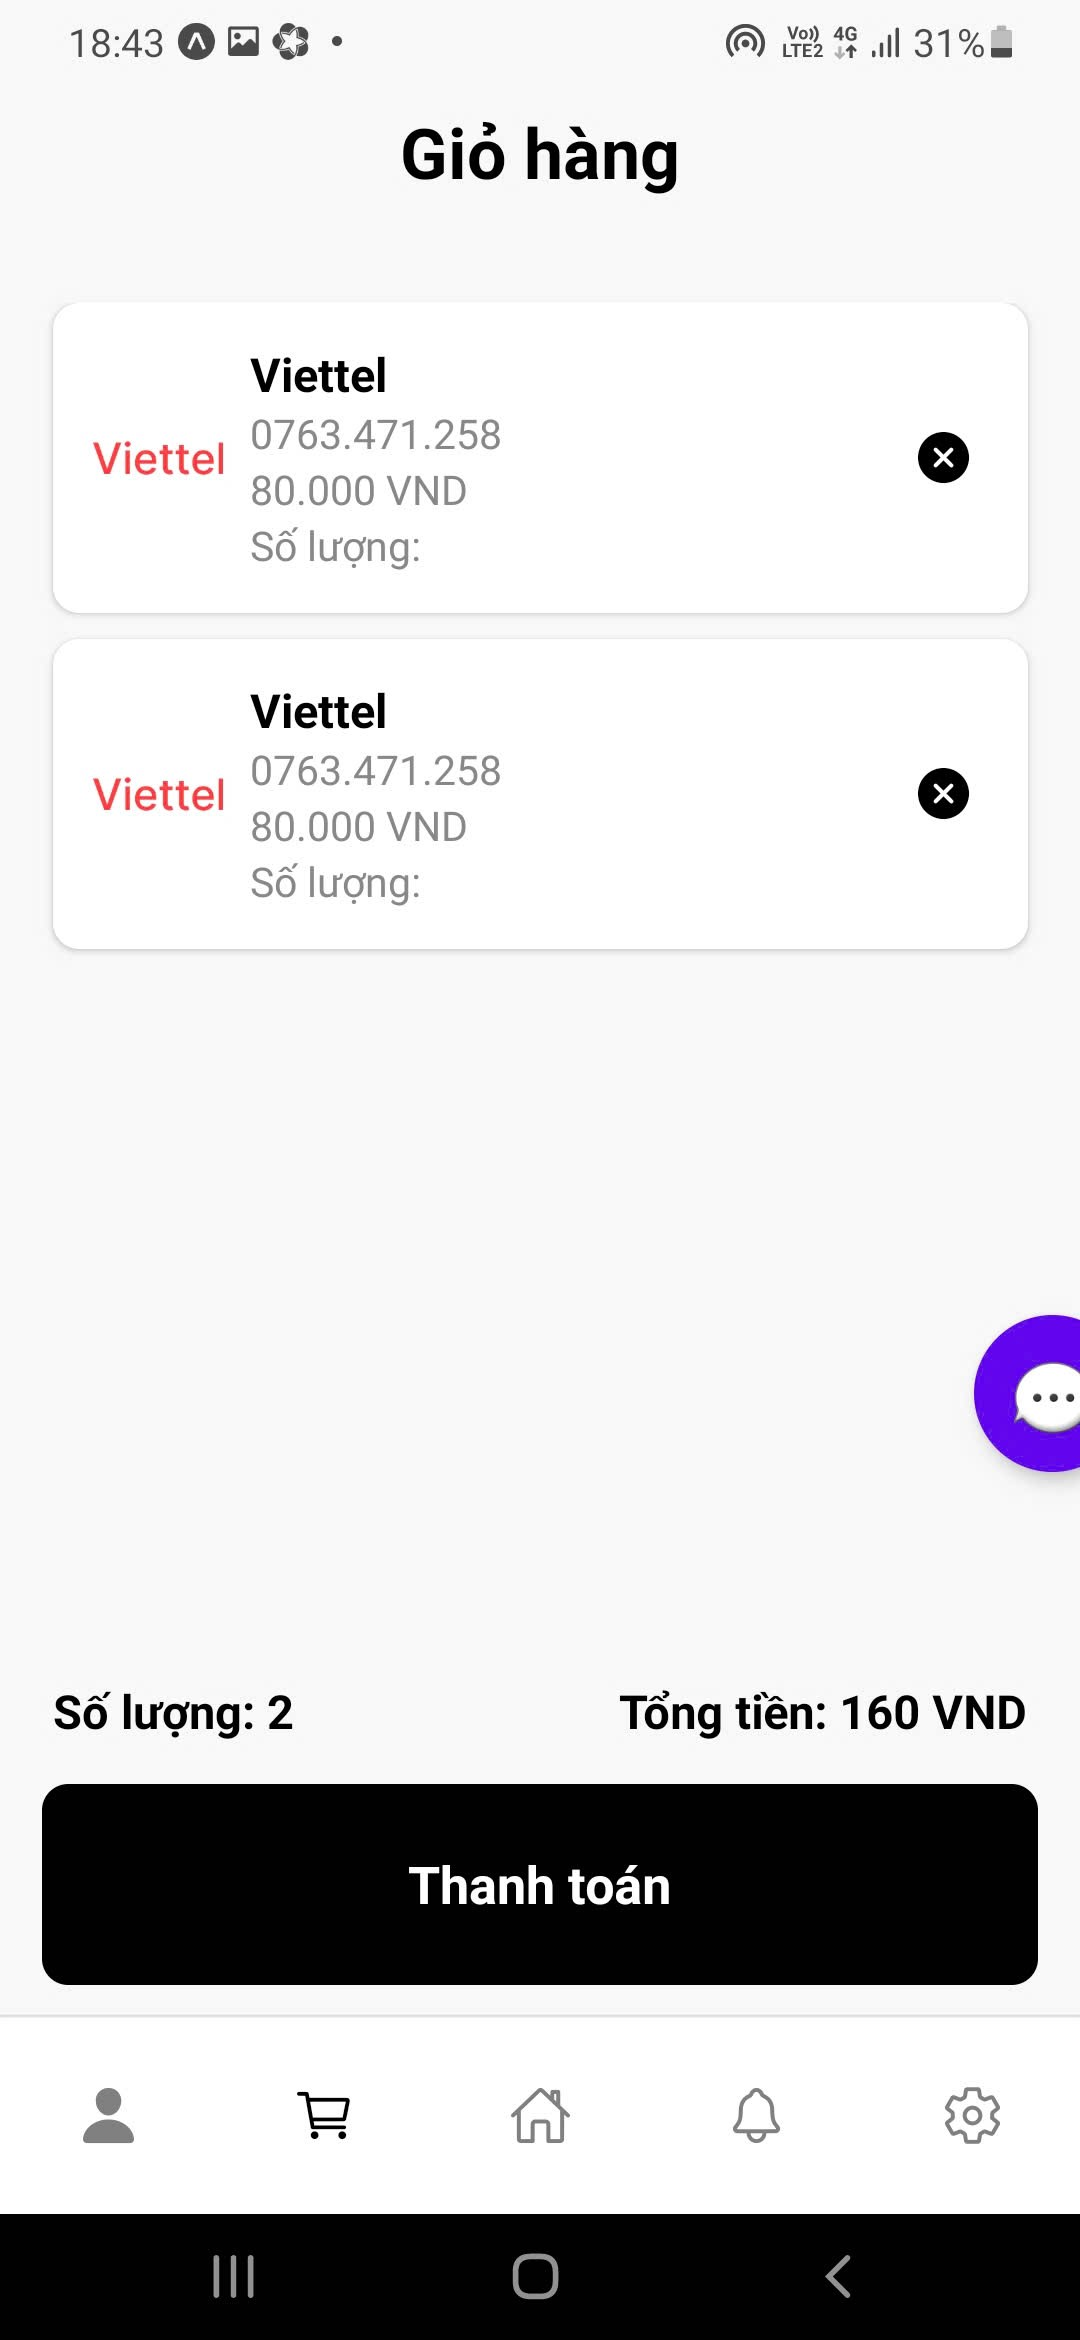 18:43
Vo)) LTE2 4G 31%
Giỏ hàng
Viettel
Viettel
0763.471.258
80.000 VND
Số lượng:
Viettel
Viettel
0763.471.258
80.000 VND
Số lượng:
Số lượng: 2
Tổng tiền: 160 VND
Thanh toán